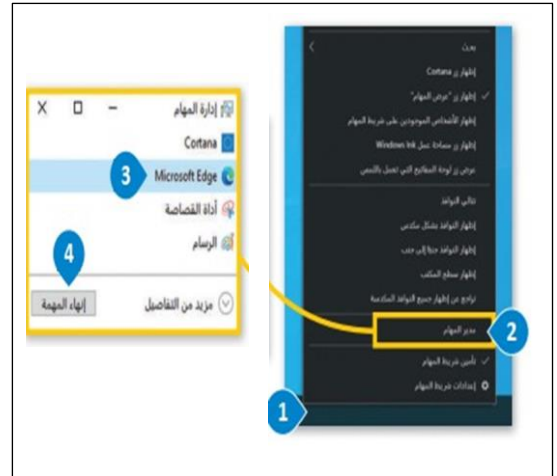 بحث
إظهار زر Cortana
✓ إظهار زر "عرض المهام"
إظهار الأشخاص الموجودين على شريط المهام
إظهار زر مساحة عمل Windows Ink
عرض زر لوحة المفاتيح التي تعمل باللمس
تتالي النوافذ
إظهار النوافذ بشكل مكدس
إظهار النوافذ جنبًا إلى جنب
إظهار سطح المكتب
تراجع عن إظهار جميع النوافذ المكدسة
مدير المهام
2
✓ تأمين شريط المهام
إعدادات شريط المهام
1
إدارة المهام
Cortana
Microsoft Edge
3
أداة القصاصة
الرسام
4
مزيد من التفاصيل
إنهاء المهمة